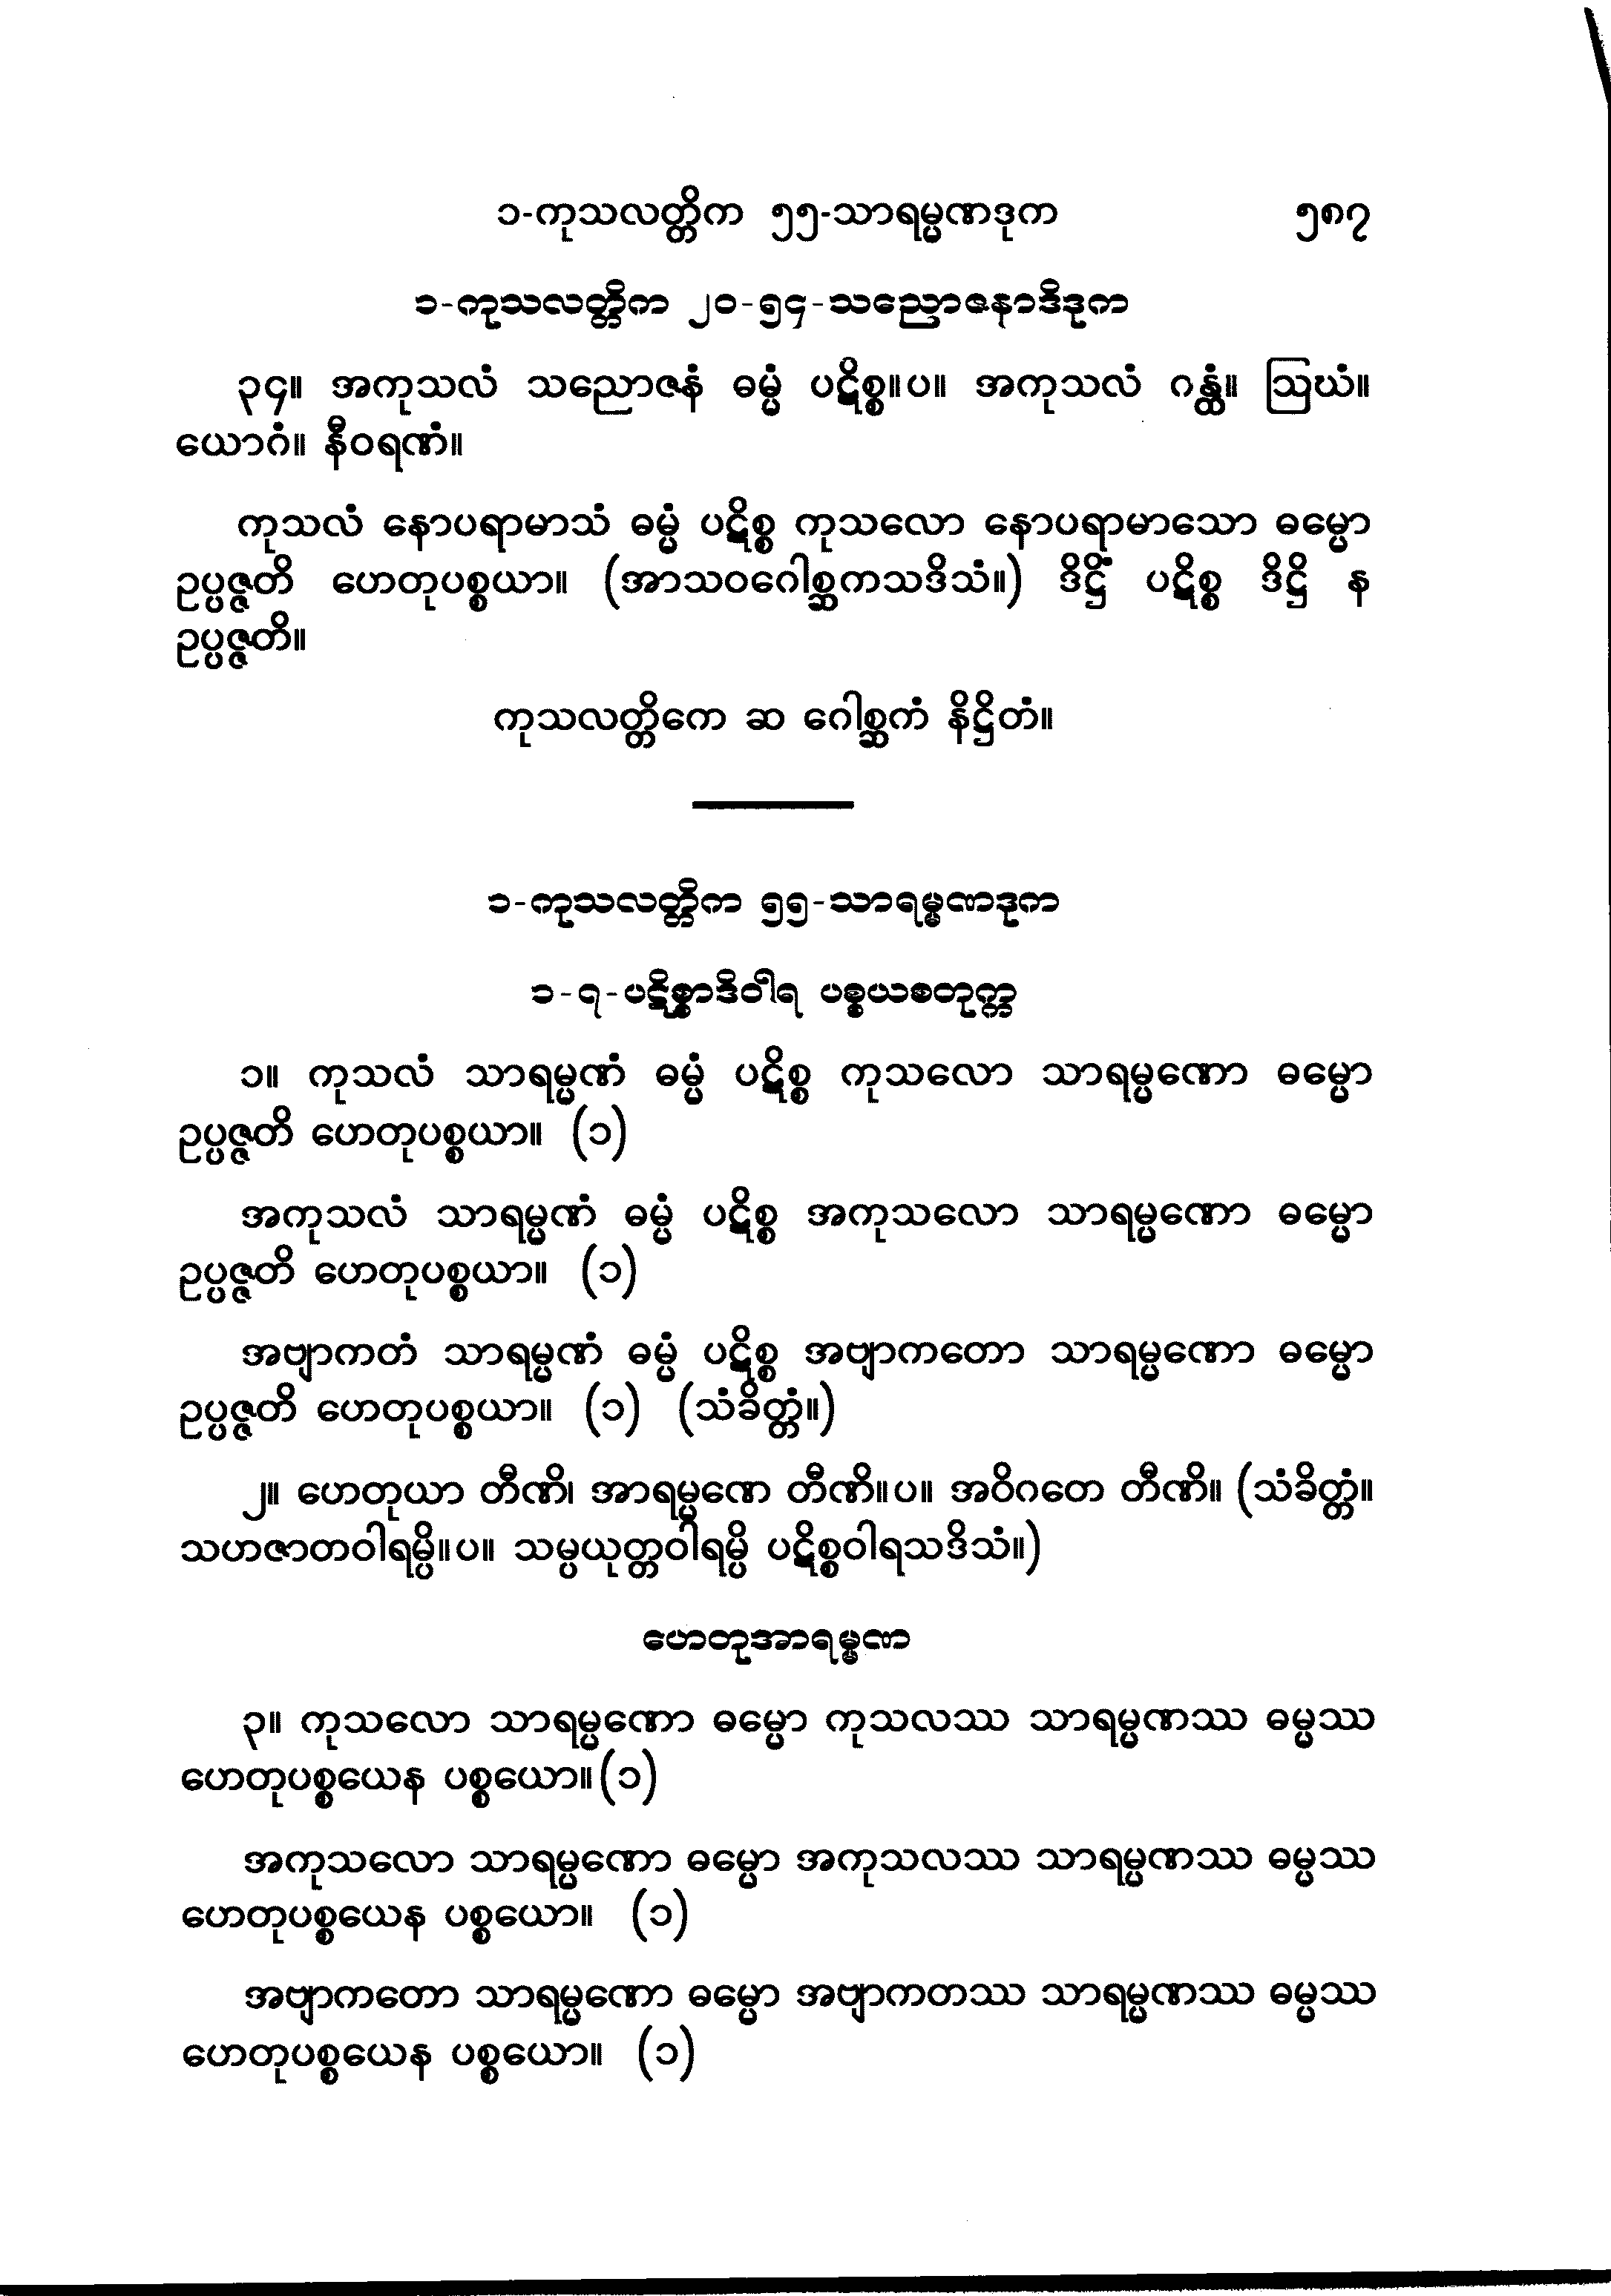 ၁-ကုသလတ္တိက ၅၅-သာရမ္မဏဒုက ၅၈၇
၁-ကုသလတ္တိက ၂၀-၅၄-သညောဇနာဒိဒုက
၃၄။ အကုသလံ သညောဇနံ ဓမ္မံ ပဋိစ္စ။ပ။ အကုသလံ ဂန္ထံ။ ဩဃံ။
ယောဂံ။ နီဝရဏံ။
ကုသလံ နောပရာမာသံ ဓမ္မံ ပဋိစ္စ ကုသလော နောပရာမာသော ဓမ္မော
ဥပ္ပဇ္ဇတိ ဟေတုပစ္စယာ။ (အာသဝဂေါစ္ဆကသဒိသံ။) ဒိဋ္ဌိံ ပဋိစ္စ ဒိဋ္ဌိ န
ဥပ္ပဇ္ဇတိ။
ကုသလတ္တိကေ ဆ ဂေါစ္ဆကံ နိဋ္ဌိတံ။
၁-ကုသလတ္တိက ၅၅-သာရမ္မဏဒုက
၁-၇-ပဋိစ္စာဒိဝါရ ပစ္စယစတုက္က
၁။ ကုသလံ သာရမ္မဏံ ဓမ္မံ ပဋိစ္စ ကုသလော သာရမ္မဏော ဓမ္မော
ဥပ္ပဇ္ဇတိ ဟေတုပစ္စယာ။ (၁)
အကုသလံ သာရမ္မဏံ ဓမ္မံ ပဋိစ္စ အကုသလော သာရမ္မဏော ဓမ္မော
ဥပ္ပဇ္ဇတိ ဟေတုပစ္စယာ။ (၁)
အဗျာကတံ သာရမ္မဏံ ဓမ္မံ ပဋိစ္စ အဗျာကတော သာရမ္မဏော ဓမ္မော
ဥပ္ပဇ္ဇတိ ဟေတုပစ္စယာ။ (၁) (သံခိတ္တံ။)
၂။ ဟေတုယာ တီဏိ၊ အာရမ္မဏေ တီဏိ။ပ။ အဝိဂတေ တီဏိ။ (သံခိတ္တံ။
သဟဇာတဝါရမ္ပိ။ပ။ သမ္ပယုတ္တဝါရမ္ပိ ပဋိစ္စဝါရသဒိသံ။)
ဟေတုအာရမ္မဏ
၃။ ကုသလော သာရမ္မဏော ဓမ္မော ကုသလဿ သာရမ္မဏဿ ဓမ္မဿ
ဟေတုပစ္စယေန ပစ္စယော။(၁)
အကုသလော သာရမ္မဏော ဓမ္မော အကုသလဿ သာရမ္မဏဿ ဓမ္မဿ
ဟေတုပစ္စယေန ပစ္စယော။ (၁)
အဗျာကတော သာရမ္မဏော ဓမ္မော အဗျာကတဿ သာရမ္မဏဿ ဓမ္မဿ
ဟေတုပစ္စယေန ပစ္စယော။ (၁)